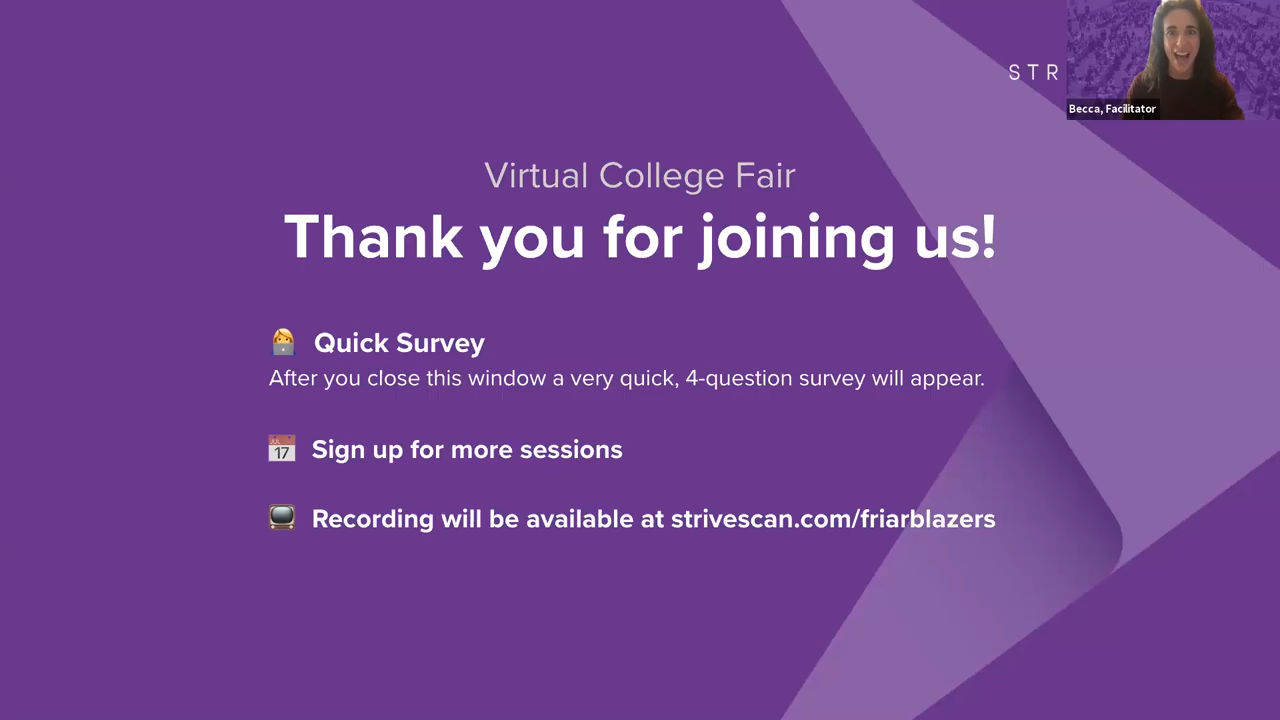 STR
Becca, Facilitator
Virtual College Fair
Thank you for joining us!
Quick Survey
After you close this window a very quick, 4-question survey will appear.
17
Sign up for more sessions
Recording will be available at strivescan.com/friarblazers